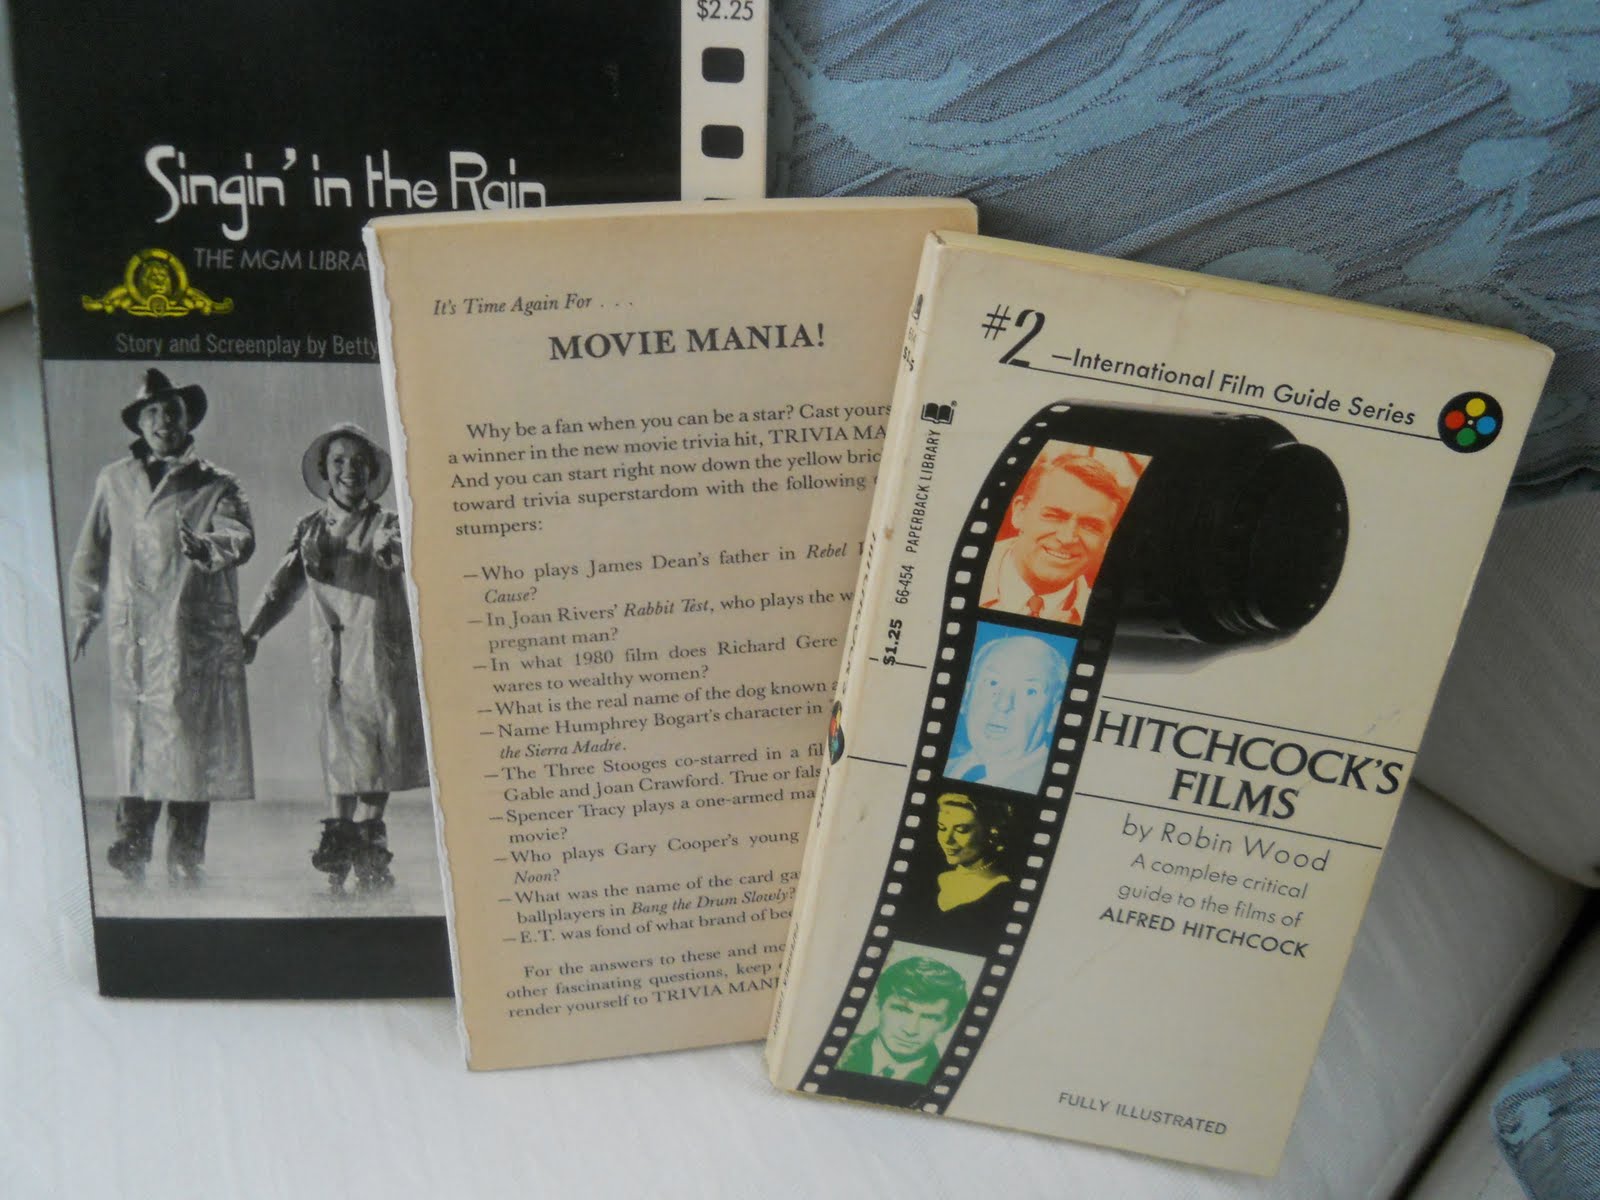 $2.25
Singin' in the Rain
THE MGM LIBRA
Story and Screenplay by Betty
It's Time Again For . . .
MOVIE MANIA!
Why be a fan when you can be a star? Cast yours
a winner in the new movie trivia hit, TRIVIA MA
And you can start right now down the yellow bric
toward trivia superstardom with the following
stumpers:
—Who plays James Dean's father in Rebel
Cause?
—In Joan Rivers' Rabbit Test, who plays the w
pregnant man?
—In what 1980 film does Richard Gere
wares to wealthy women?
—What is the real name of the dog known a
—Name Humphrey Bogart's character in
the Sierra Madre.
—The Three Stooges co-starred in a fil
Gable and Joan Crawford. True or fals
—Spencer Tracy plays a one-armed ma
movie?
—Who plays Gary Cooper's young
Noon?
—What was the name of the card ga
ballplayers in Bang the Drum Slowly?
—E.T. was fond of what brand of bee
For the answers to these and mo
other fascinating questions, keep
render yourself to TRIVIA MANI
$1.25 66-454 PAPERBACK LIBRARY
#2—International Film Guide Series
HITCHCOCK'S
FILMS
by Robin Wood
A complete critical
guide to the films of
ALFRED HITCHCOCK
FULLY ILLUSTRATED